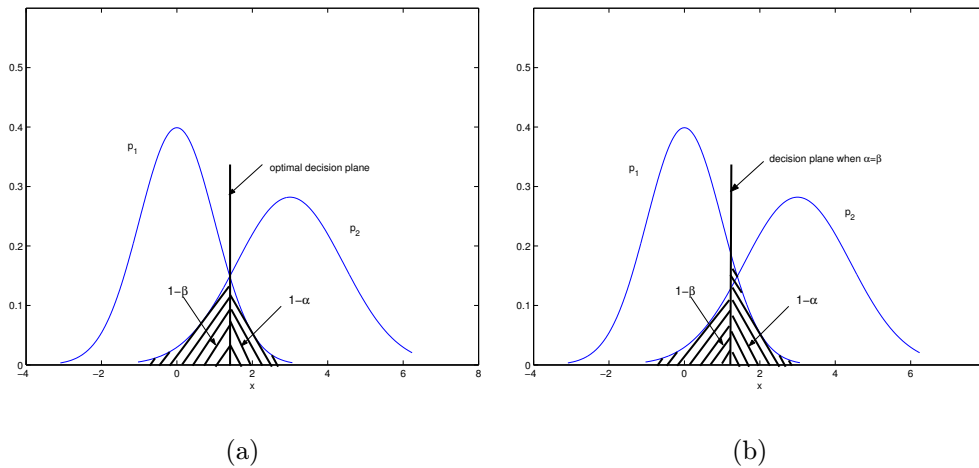 0.5
0.4
0.3
0.2
0.1
0
−4 −2 0 2 4 6 8
x
p1
p2
optimal decision plane
1−β
1−α
(a)
0.5
0.4
0.3
0.2
0.1
0
−4 −2 0 2 4 6
x
p1
p2
decision plane when α=β
1−β
1−α
(b)